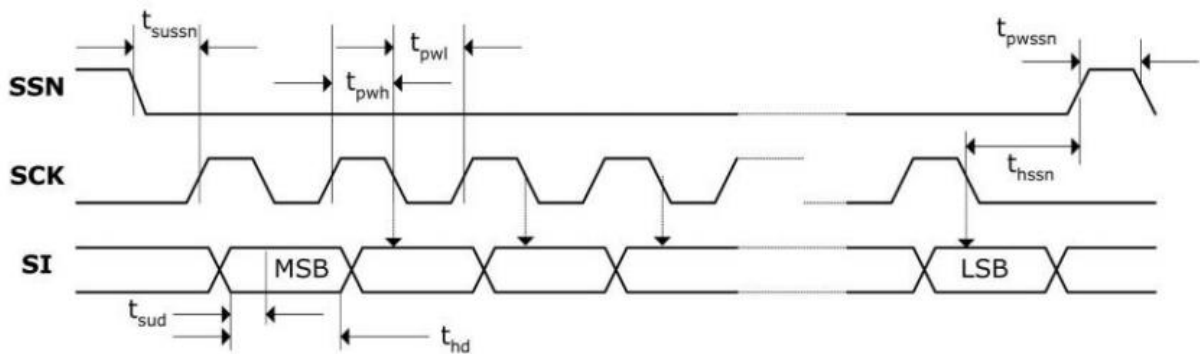 t_sussn
t_pwl
t_pwssn
t_pwh
SSN
SCK
t_hssn
SI
MSB
LSB
t_sud
t_hd